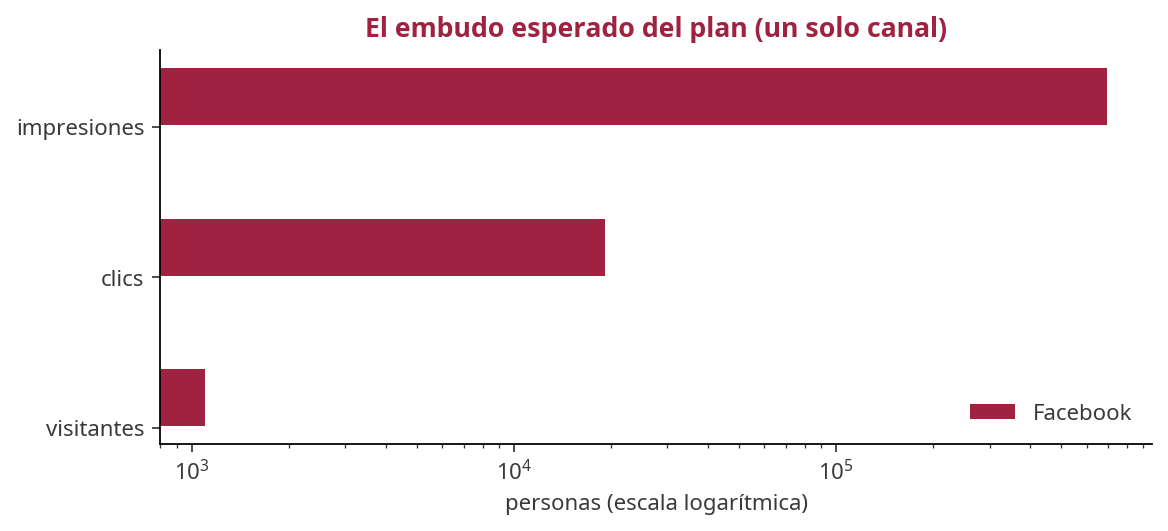 El embudo esperado del plan (un solo canal)
impresiones
clics
visitantes
Facebook
10³ 10⁴ 10⁵
personas (escala logarítmica)